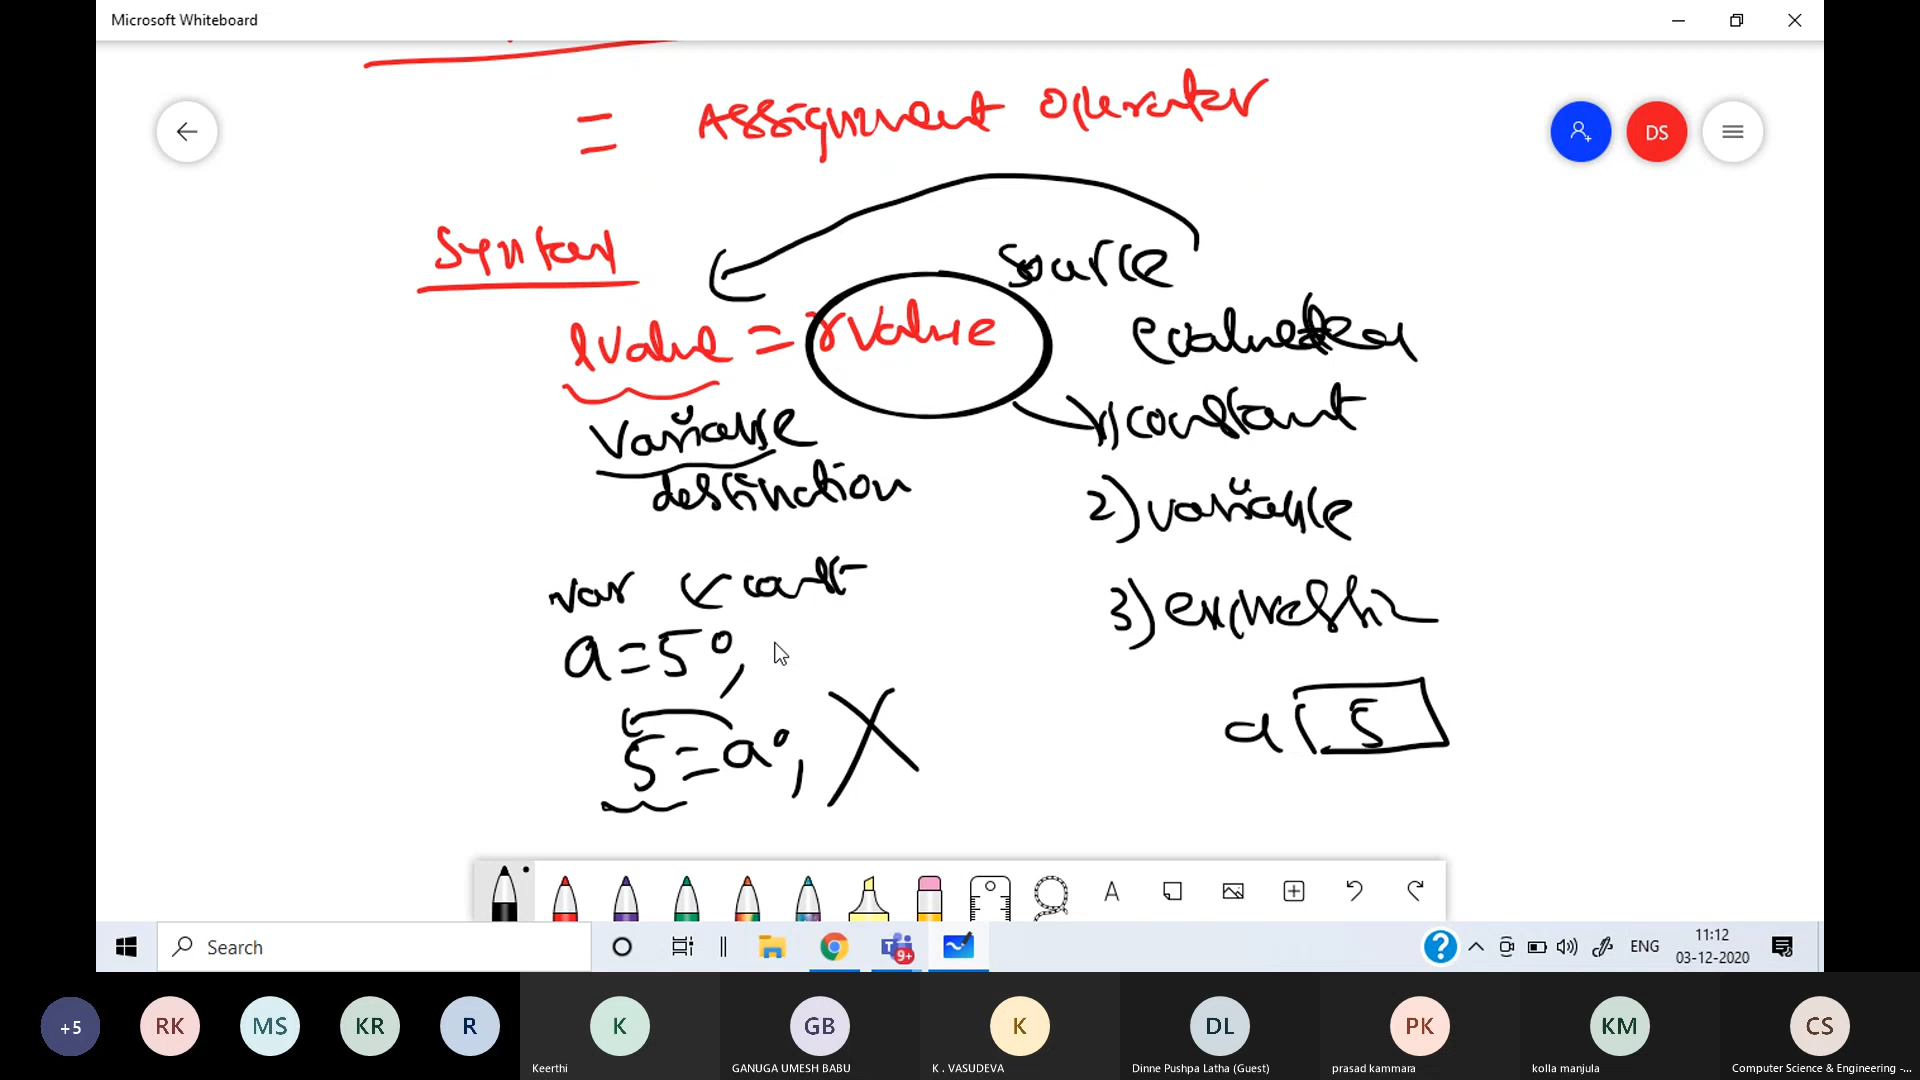 Microsoft Whiteboard
= Assignment operator
DS
Syntax
source
lvalue = rvalue
evaluated
variable
1) constant
destination
2) variable
var
3) expression
a = 5;
5 = a; X
a 5
A
Search
9+
ENG
11:12
03-12-2020
+5
RK
MS
KR
R
K
GB
K
DL
PK
KM
CS
Keerthi
GANUGA UMESH BABU
K . VASUDEVA
Dinne Pushpa Latha (Guest)
prasad kammara
kolla manjula
Computer Science & Engineering -...